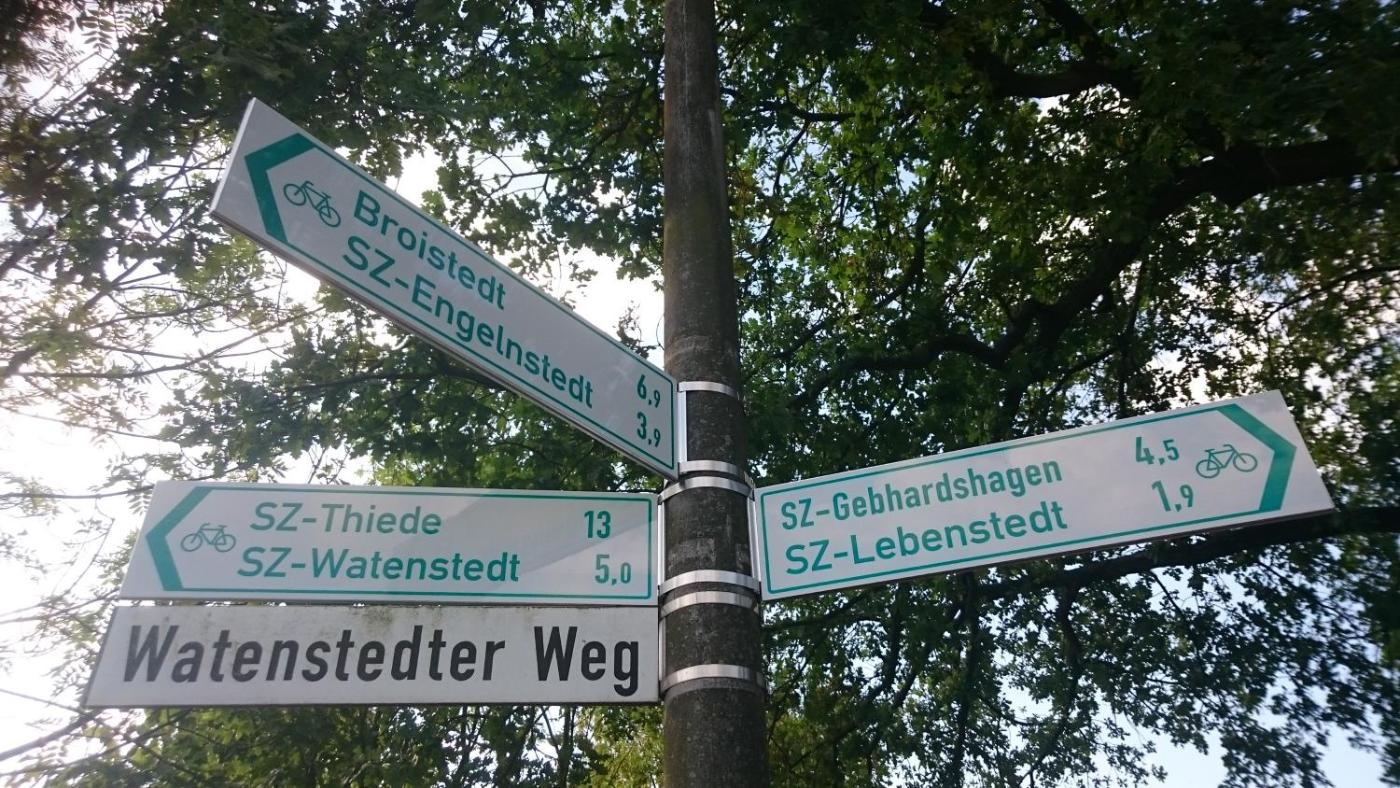 Broistedt 6,9
SZ-Engelnstedt 3,9
SZ-Thiede 13
SZ-Watenstedt 5,0
Watenstedter Weg
SZ-Gebhardshagen 4,5
SZ-Lebenstedt 1,9